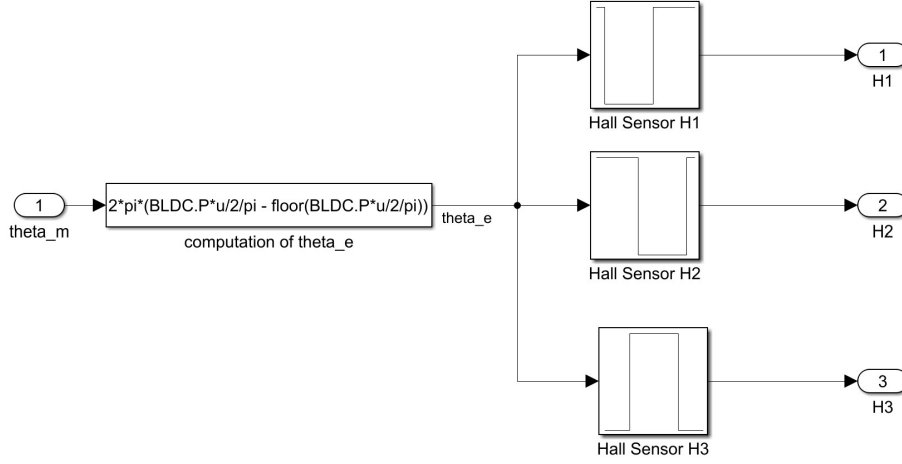 Hall Sensor H1
1
H1
1
theta_m
2*pi*(BLDC.P*u/2/pi - floor(BLDC.P*u/2/pi))
computation of theta_e
theta_e
Hall Sensor H2
2
H2
Hall Sensor H3
3
H3